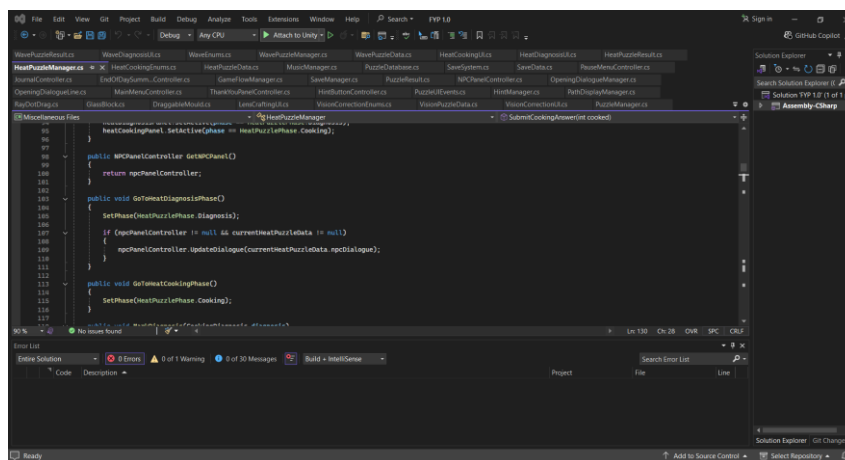 File Edit View Git Project Build Debug Analyze Tools Extensions Window Help Search FYP 1.0 Sign in
Debug Any CPU Attach to Unity GitHub Copilot
WavePuzzleResult.cs WaveDiagnosisUI.cs WaveEnums.cs WavePuzzleManager.cs WavePuzzleData.cs HeatCookingUI.cs HeatDiagnosisUI.cs HeatPuzzleResult.cs
HeatPuzzleManager.cs HeatCookingEnums.cs HeatPuzzleData.cs MusicManager.cs PuzzleDatabase.cs SaveSystem.cs SaveData.cs PauseMenuController.cs
JournalController.cs EndOfDaySumm...Controller.cs GameFlowManager.cs SaveManager.cs PuzzleResult.cs NPCPanelController.cs OpeningDialogueManager.cs
OpeningDialogueLine.cs MainMenuController.cs ThankYouPanelController.cs HintButtonController.cs PuzzleUIEvents.cs HintManager.cs PathDisplayManager.cs
RayDotDrag.cs GlassBlock.cs DraggableMould.cs LensCraftingUI.cs VisionCorrectionEnums.cs VisionPuzzleData.cs VisionCorrectionUI.cs PuzzleManager.cs
Solution Explorer
Search Solution Explorer (
Solution 'FYP 1.0' (1 of 1
Assembly-CSharp
Miscellaneous Files HeatPuzzleManager SubmitCookingAnswer(int cooked)
95 heatCookingPanel.SetActive(phase == HeatPuzzlePhase.Cooking);
96 }
97
98 public NPCPanelController GetNPCPanel()
99 {
100 return npcPanelController;
101 }
102
103 public void GoToHeatDiagnosisPhase()
104 {
105 SetPhase(HeatPuzzlePhase.Diagnosis);
106
107 if (npcPanelController != null && currentHeatPuzzleData != null)
108 {
109 npcPanelController.UpdateDialogue(currentHeatPuzzleData.npcDialogue);
110 }
111 }
112
113 public void GoToHeatCookingPhase()
114 {
115 SetPhase(HeatPuzzlePhase.Cooking);
116 }
117
90 % No issues found Ln: 130 Ch: 28 OVR SPC CRLF
Error List
Entire Solution 0 Errors 0 of 1 Warning 0 of 30 Messages Build + IntelliSense Search Error List
Code Description Project File Line
Solution Explorer Git Change
Ready Add to Source Control Select Repository